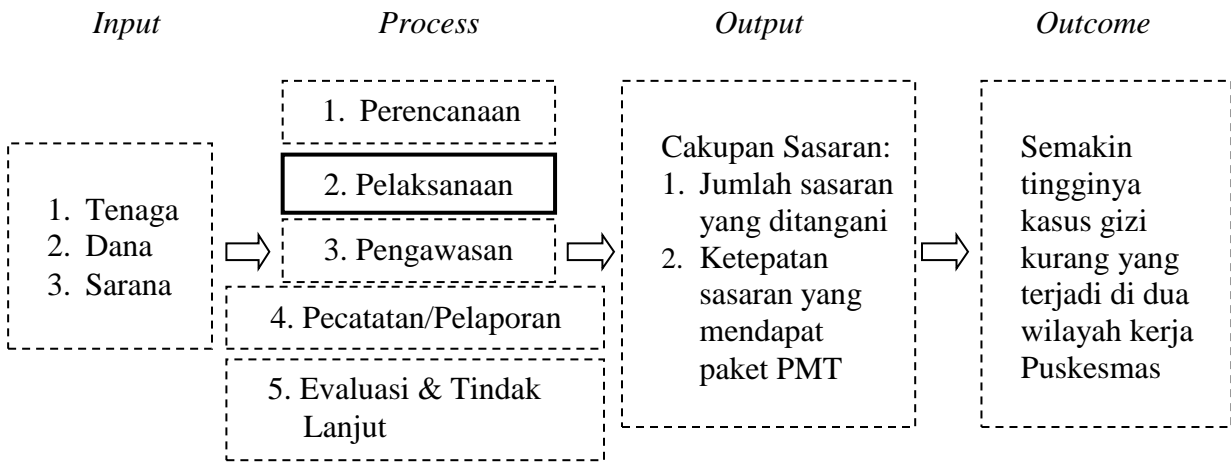 Input
Process
Output
Outcome
1. Tenaga
2. Dana
3. Sarana
1. Perencanaan
2. Pelaksanaan
3. Pengawasan
4. Pecatatan/Pelaporan
5. Evaluasi & Tindak
Lanjut
Cakupan Sasaran:
1. Jumlah sasaran
yang ditangani
2. Ketepatan
sasaran yang
mendapat
paket PMT
Semakin
tingginya
kasus gizi
kurang yang
terjadi di dua
wilayah kerja
Puskesmas